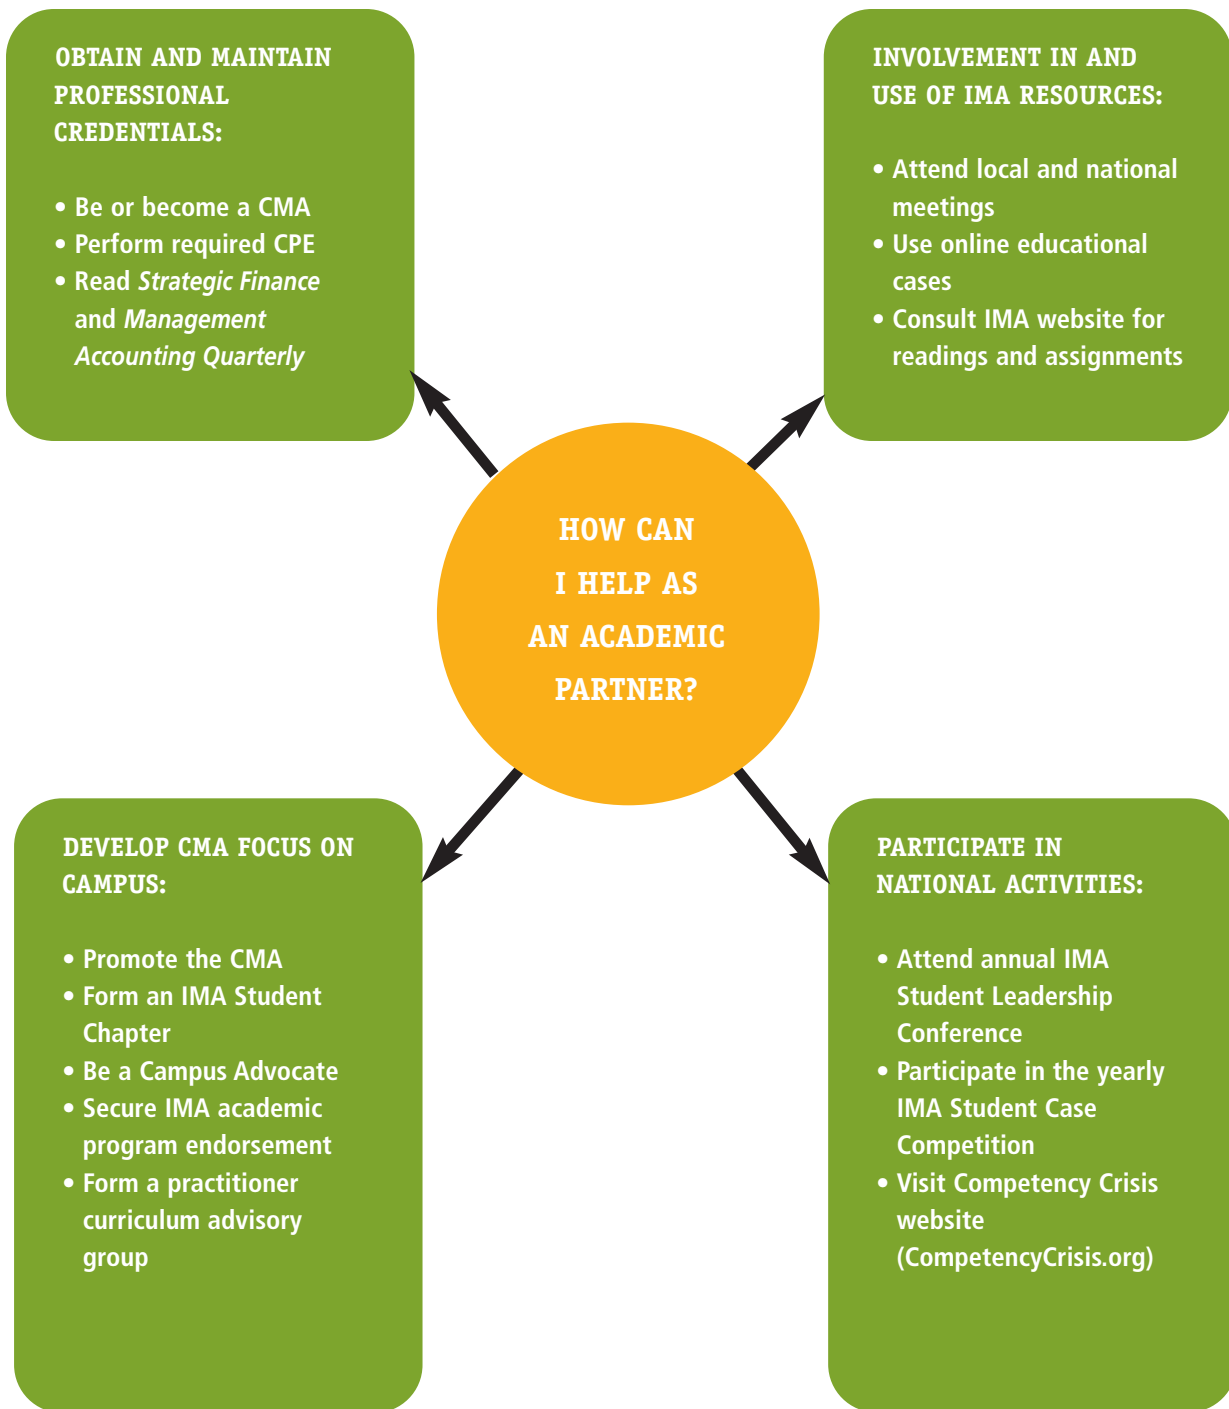 OBTAIN AND MAINTAIN
PROFESSIONAL
CREDENTIALS:
• Be or become a CMA
• Perform required CPE
• Read Strategic Finance
and Management
Accounting Quarterly
INVOLVEMENT IN AND
USE OF IMA RESOURCES:
• Attend local and national
meetings
• Use online educational
cases
• Consult IMA website for
readings and assignments
HOW CAN
I HELP AS
AN ACADEMIC
PARTNER?
DEVELOP CMA FOCUS ON
CAMPUS:
• Promote the CMA
• Form an IMA Student
Chapter
• Be a Campus Advocate
• Secure IMA academic
program endorsement
• Form a practitioner
curriculum advisory
group
PARTICIPATE IN
NATIONAL ACTIVITIES:
• Attend annual IMA
Student Leadership
Conference
• Participate in the yearly
IMA Student Case
Competition
• Visit Competency Crisis
website
(CompetencyCrisis.org)